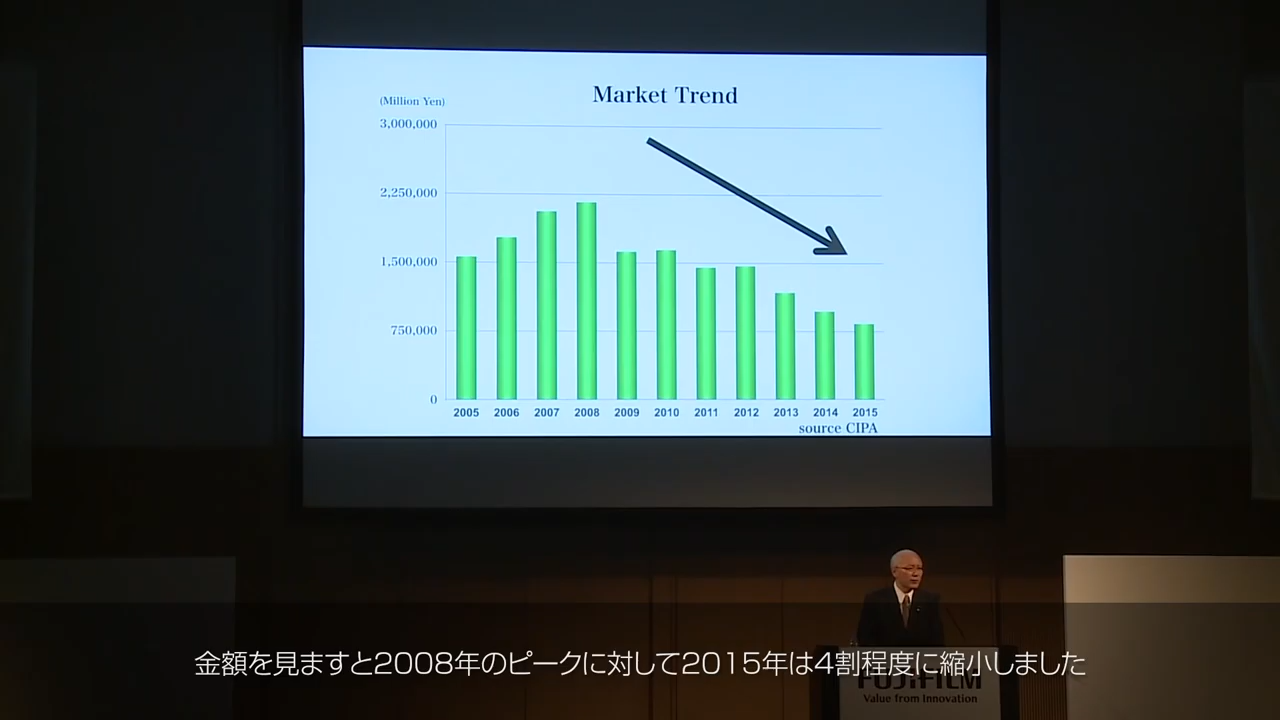 Market Trend
(Million Yen)
3,000,000
2,250,000
1,500,000
750,000
0
2005 2006 2007 2008 2009 2010 2011 2012 2013 2014 2015
source CIPA
金額を見ますと2008年のピークに対して2015年は4割程度に縮小しました
FUJIFILM
Value from Innovation